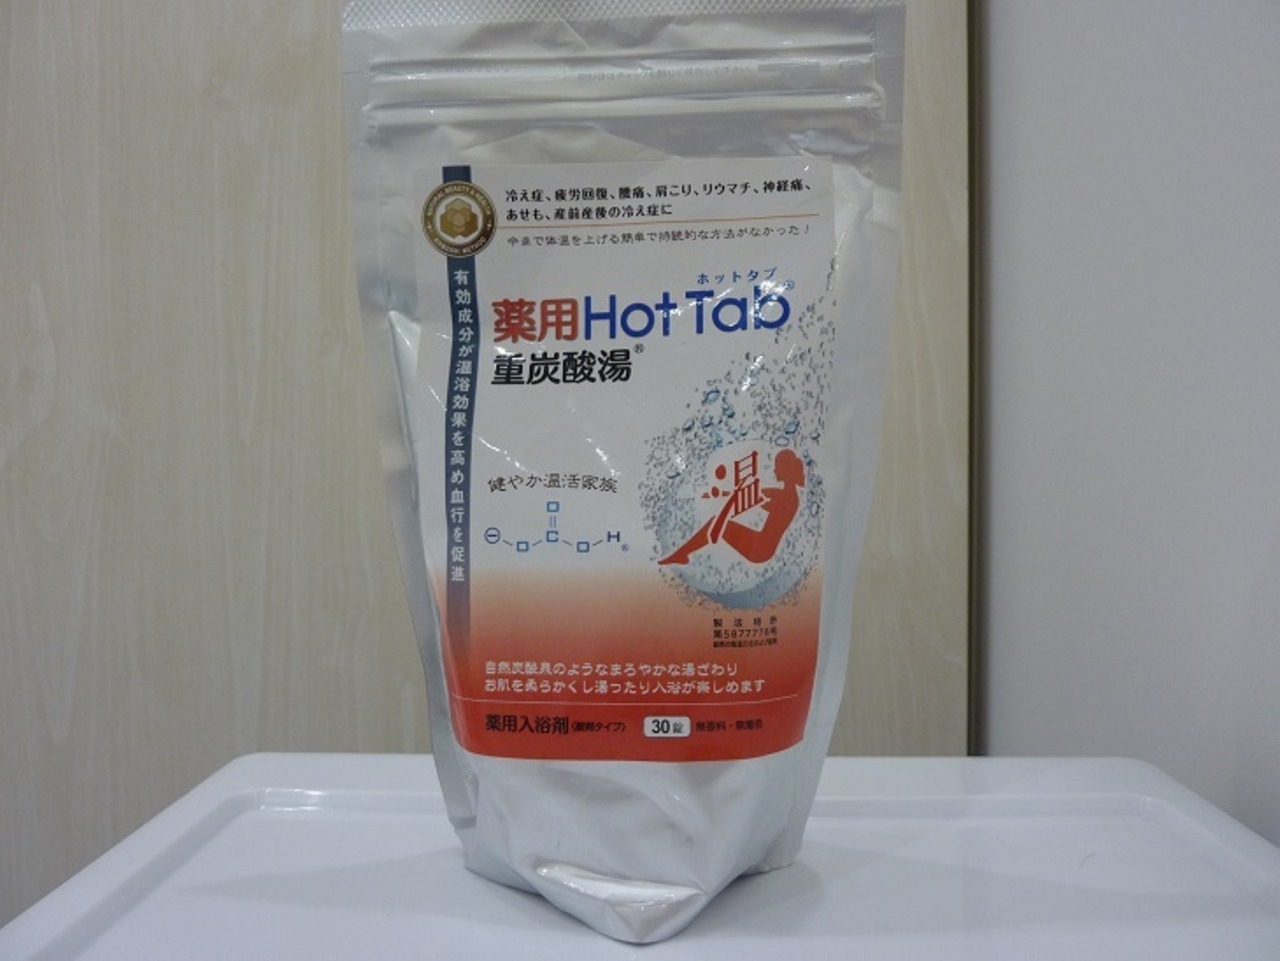 冷え症、疲労回復、腰痛、肩こり、リウマチ、神経痛、
あせも、産前産後の冷え症に
今まで体温を上げる簡単で持続的な方法がなかった！
有効成分が温浴効果を高め血行を促進
ホットタブ
薬用Hot Tab®
重炭酸湯®
健やか温活家族
O
C
O O H ®
温
製法特許
第5877778号
自然炭酸泉のようなまろやかな湯ざわり
お肌を柔らかくし湯ったり入浴が楽しめます
薬用入浴剤〈錠剤タイプ〉 30錠 無香料・無着色